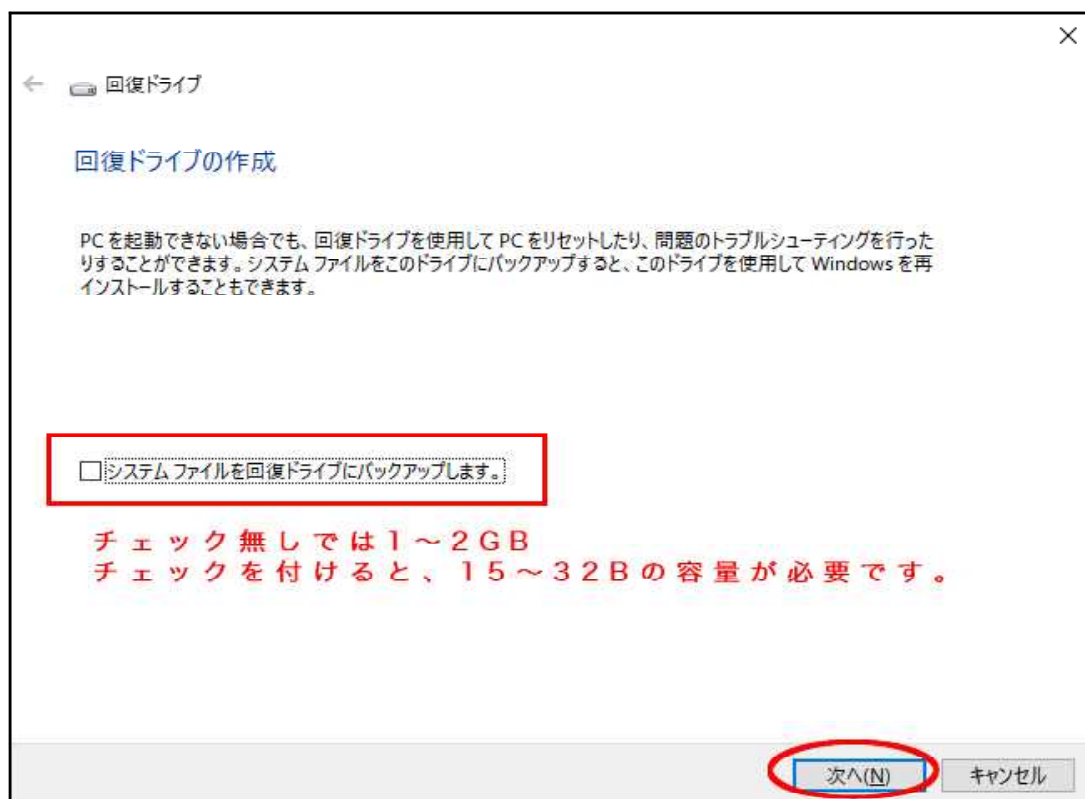 回復ドライブ
回復ドライブの作成
PCを起動できない場合でも、回復ドライブを使用してPCをリセットしたり、問題のトラブルシューティングを行った
りすることができます。システム ファイルをこのドライブにバックアップすると、このドライブを使用して Windows を再
インストールすることもできます。
システム ファイルを回復ドライブにバックアップします。
チェック無しでは1～2GB
チェックを付けると、15～32Bの容量が必要です。
次へ(N) キャンセル